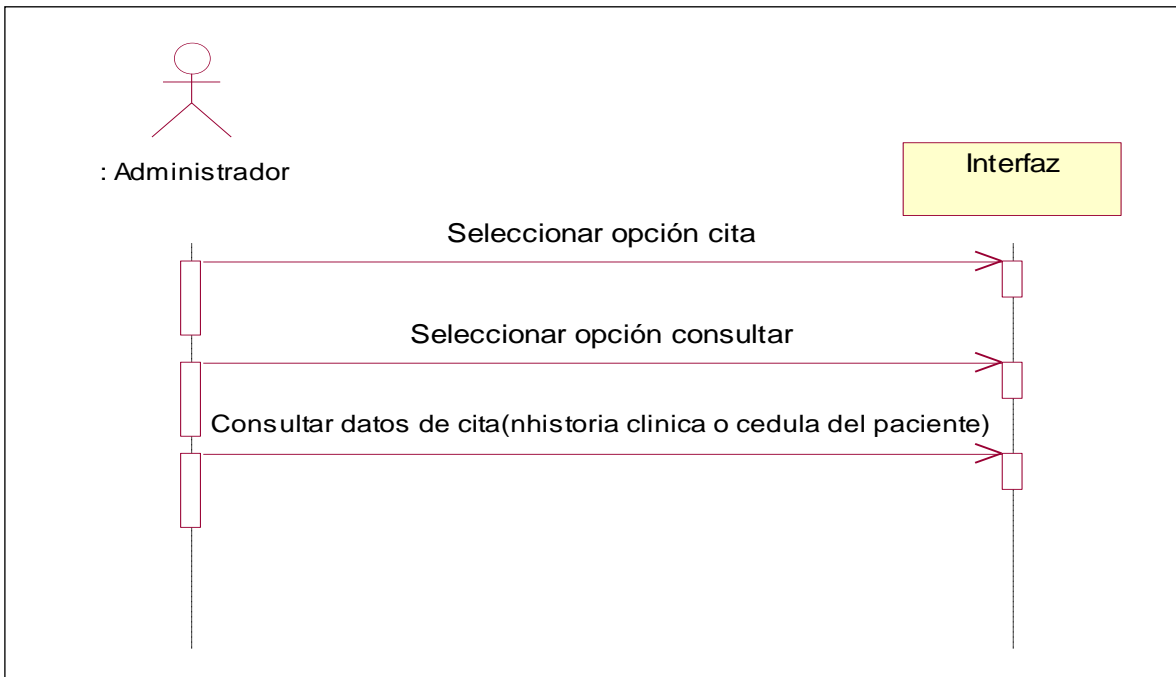 : Administrador
Interfaz
Seleccionar opción cita
Seleccionar opción consultar
Consultar datos de cita(nhistoria clinica o cedula del paciente)